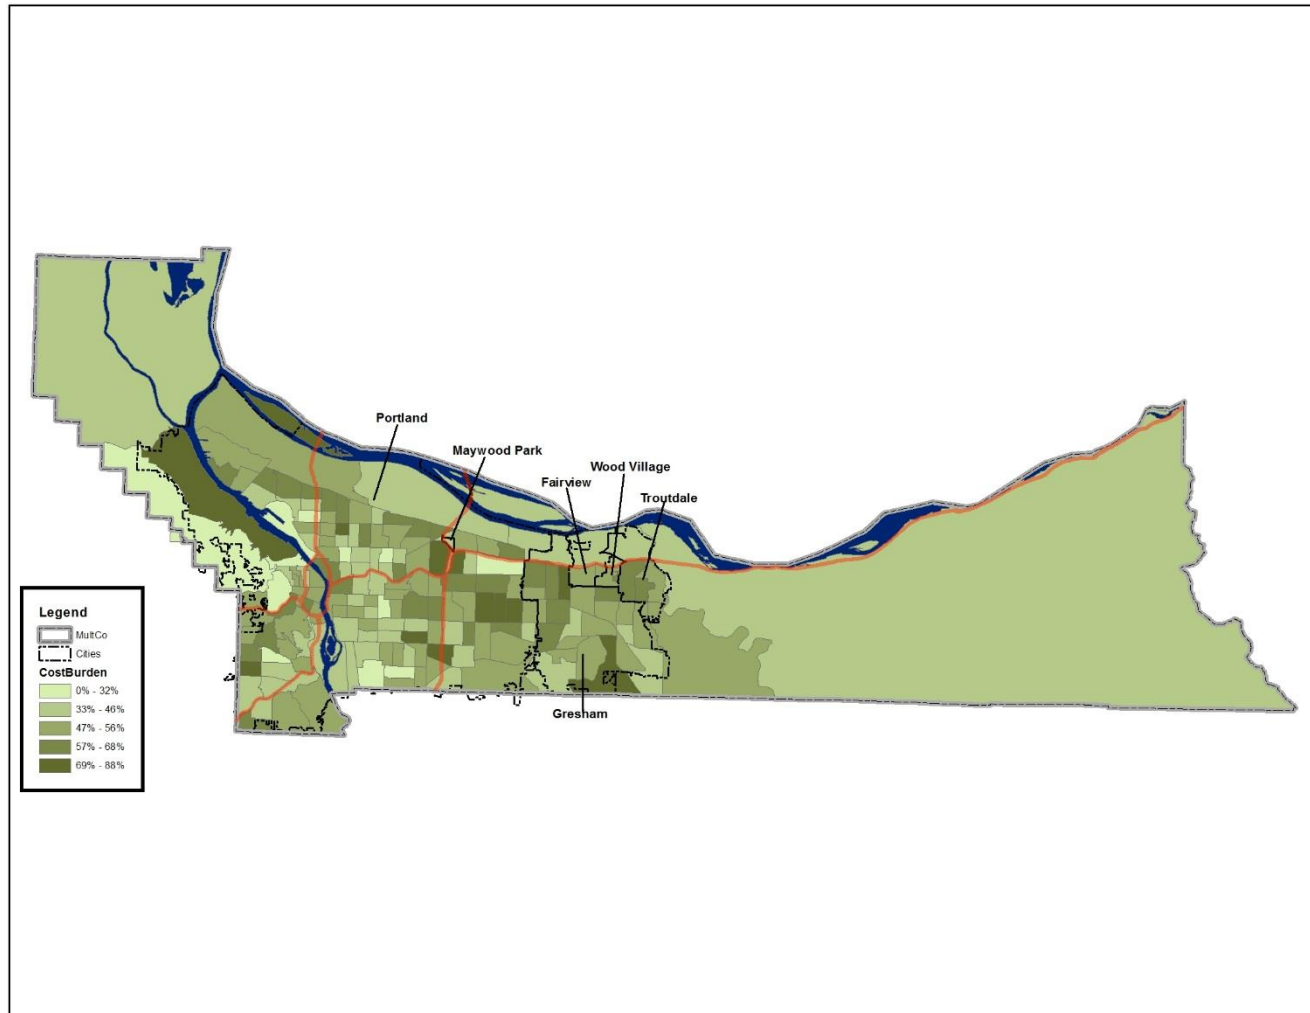 Portland
Maywood Park
Wood Village
Fairview
Troutdale
Gresham
Legend
MultCo
Cities
CostBurden
0% - 32%
33% - 46%
47% - 56%
57% - 68%
69% - 88%